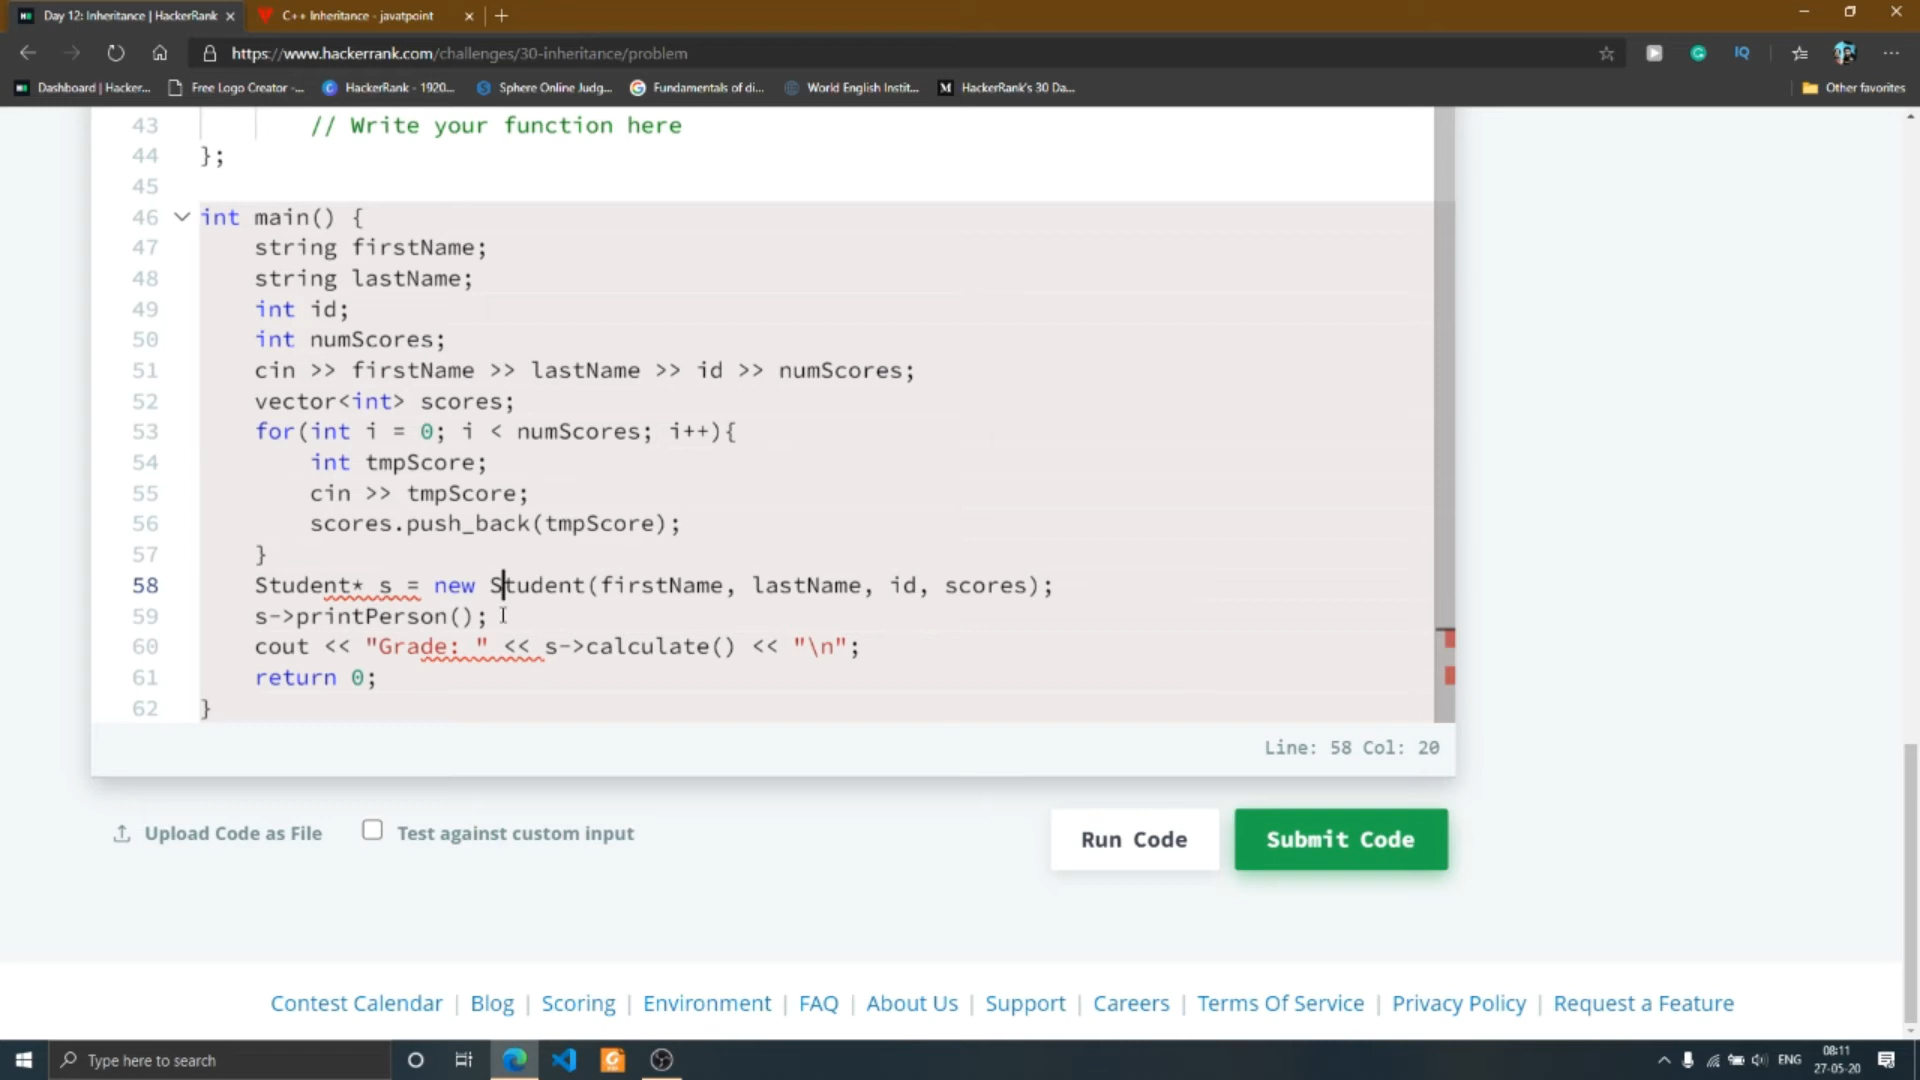 Day 12: Inheritance | HackerRank
C++ Inheritance - javatpoint
https://www.hackerrank.com/challenges/30-inheritance/problem
IQ
Dashboard | Hacker...
Free Logo Creator -...
HackerRank - 1920...
Sphere Online Judg...
Fundamentals of di...
World English Instit...
M HackerRank's 30 Da...
Other favorites
43 // Write your function here
44 };
45
46 int main() {
47 string firstName;
48 string lastName;
49 int id;
50 int numScores;
51 cin >> firstName >> lastName >> id >> numScores;
52 vector<int> scores;
53 for(int i = 0; i < numScores; i++){
54 int tmpScore;
55 cin >> tmpScore;
56 scores.push_back(tmpScore);
57 }
58 Student* s = new Student(firstName, lastName, id, scores);
59 s->printPerson();
60 cout << "Grade: " << s->calculate() << "\n";
61 return 0;
62 }
Line: 58 Col: 20
Upload Code as File
Test against custom input
Run Code
Submit Code
Contest Calendar | Blog | Scoring | Environment | FAQ | About Us | Support | Careers | Terms Of Service | Privacy Policy | Request a Feature
Type here to search
ENG
08:11
27-05-20